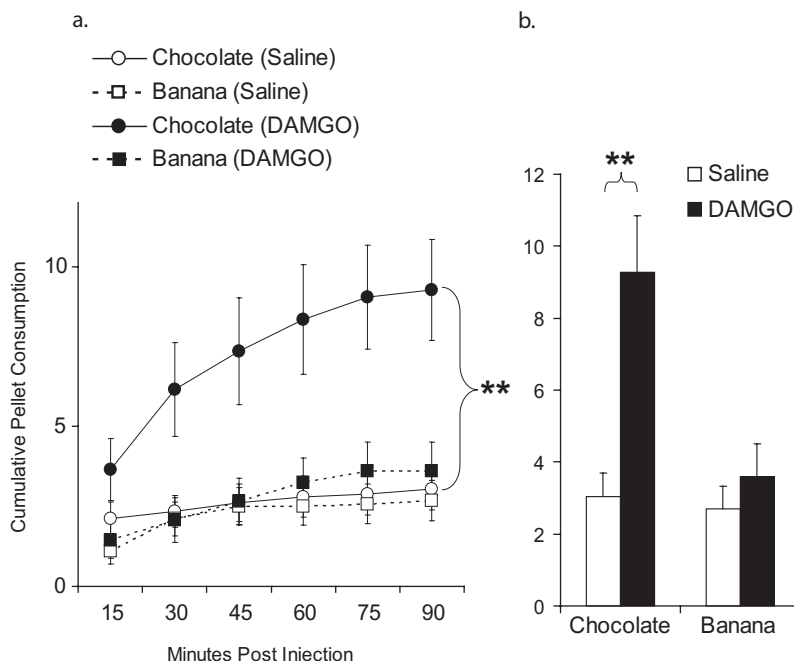 a.
Chocolate (Saline)
Banana (Saline)
Chocolate (DAMGO)
Banana (DAMGO)
10
5
0
Cumulative Pellet Consumption
**
15 30 45 60 75 90
Minutes Post Injection
b.
**
Saline
DAMGO
12
10
8
6
4
2
0
Chocolate Banana